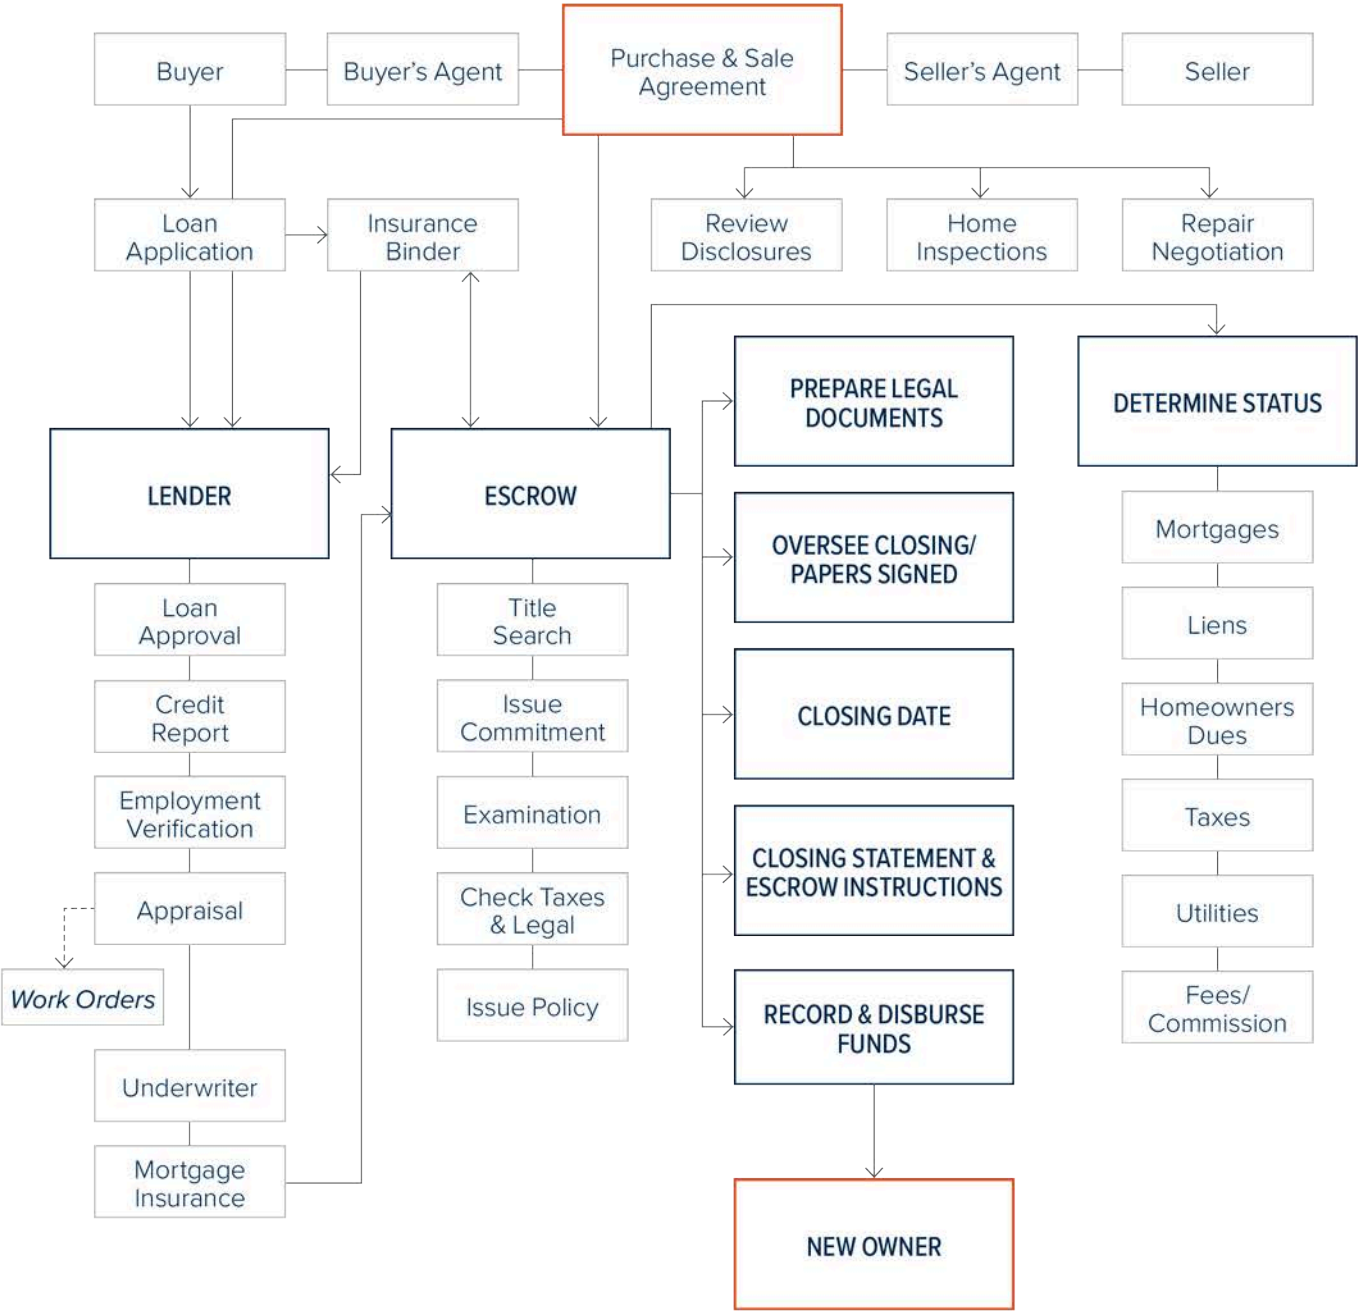 Buyer
Buyer's Agent
Purchase & Sale
Agreement
Seller's Agent
Seller
Loan
Application
Insurance
Binder
Review
Disclosures
Home
Inspections
Repair
Negotiation
LENDER
ESCROW
PREPARE LEGAL
DOCUMENTS
DETERMINE STATUS
OVERSEE CLOSING/
PAPERS SIGNED
CLOSING DATE
CLOSING STATEMENT &
ESCROW INSTRUCTIONS
RECORD & DISBURSE
FUNDS
NEW OWNER
Loan
Approval
Credit
Report
Employment
Verification
Appraisal
Work Orders
Underwriter
Mortgage
Insurance
Title
Search
Issue
Commitment
Examination
Check Taxes
& Legal
Issue Policy
Mortgages
Liens
Homeowners
Dues
Taxes
Utilities
Fees/
Commission